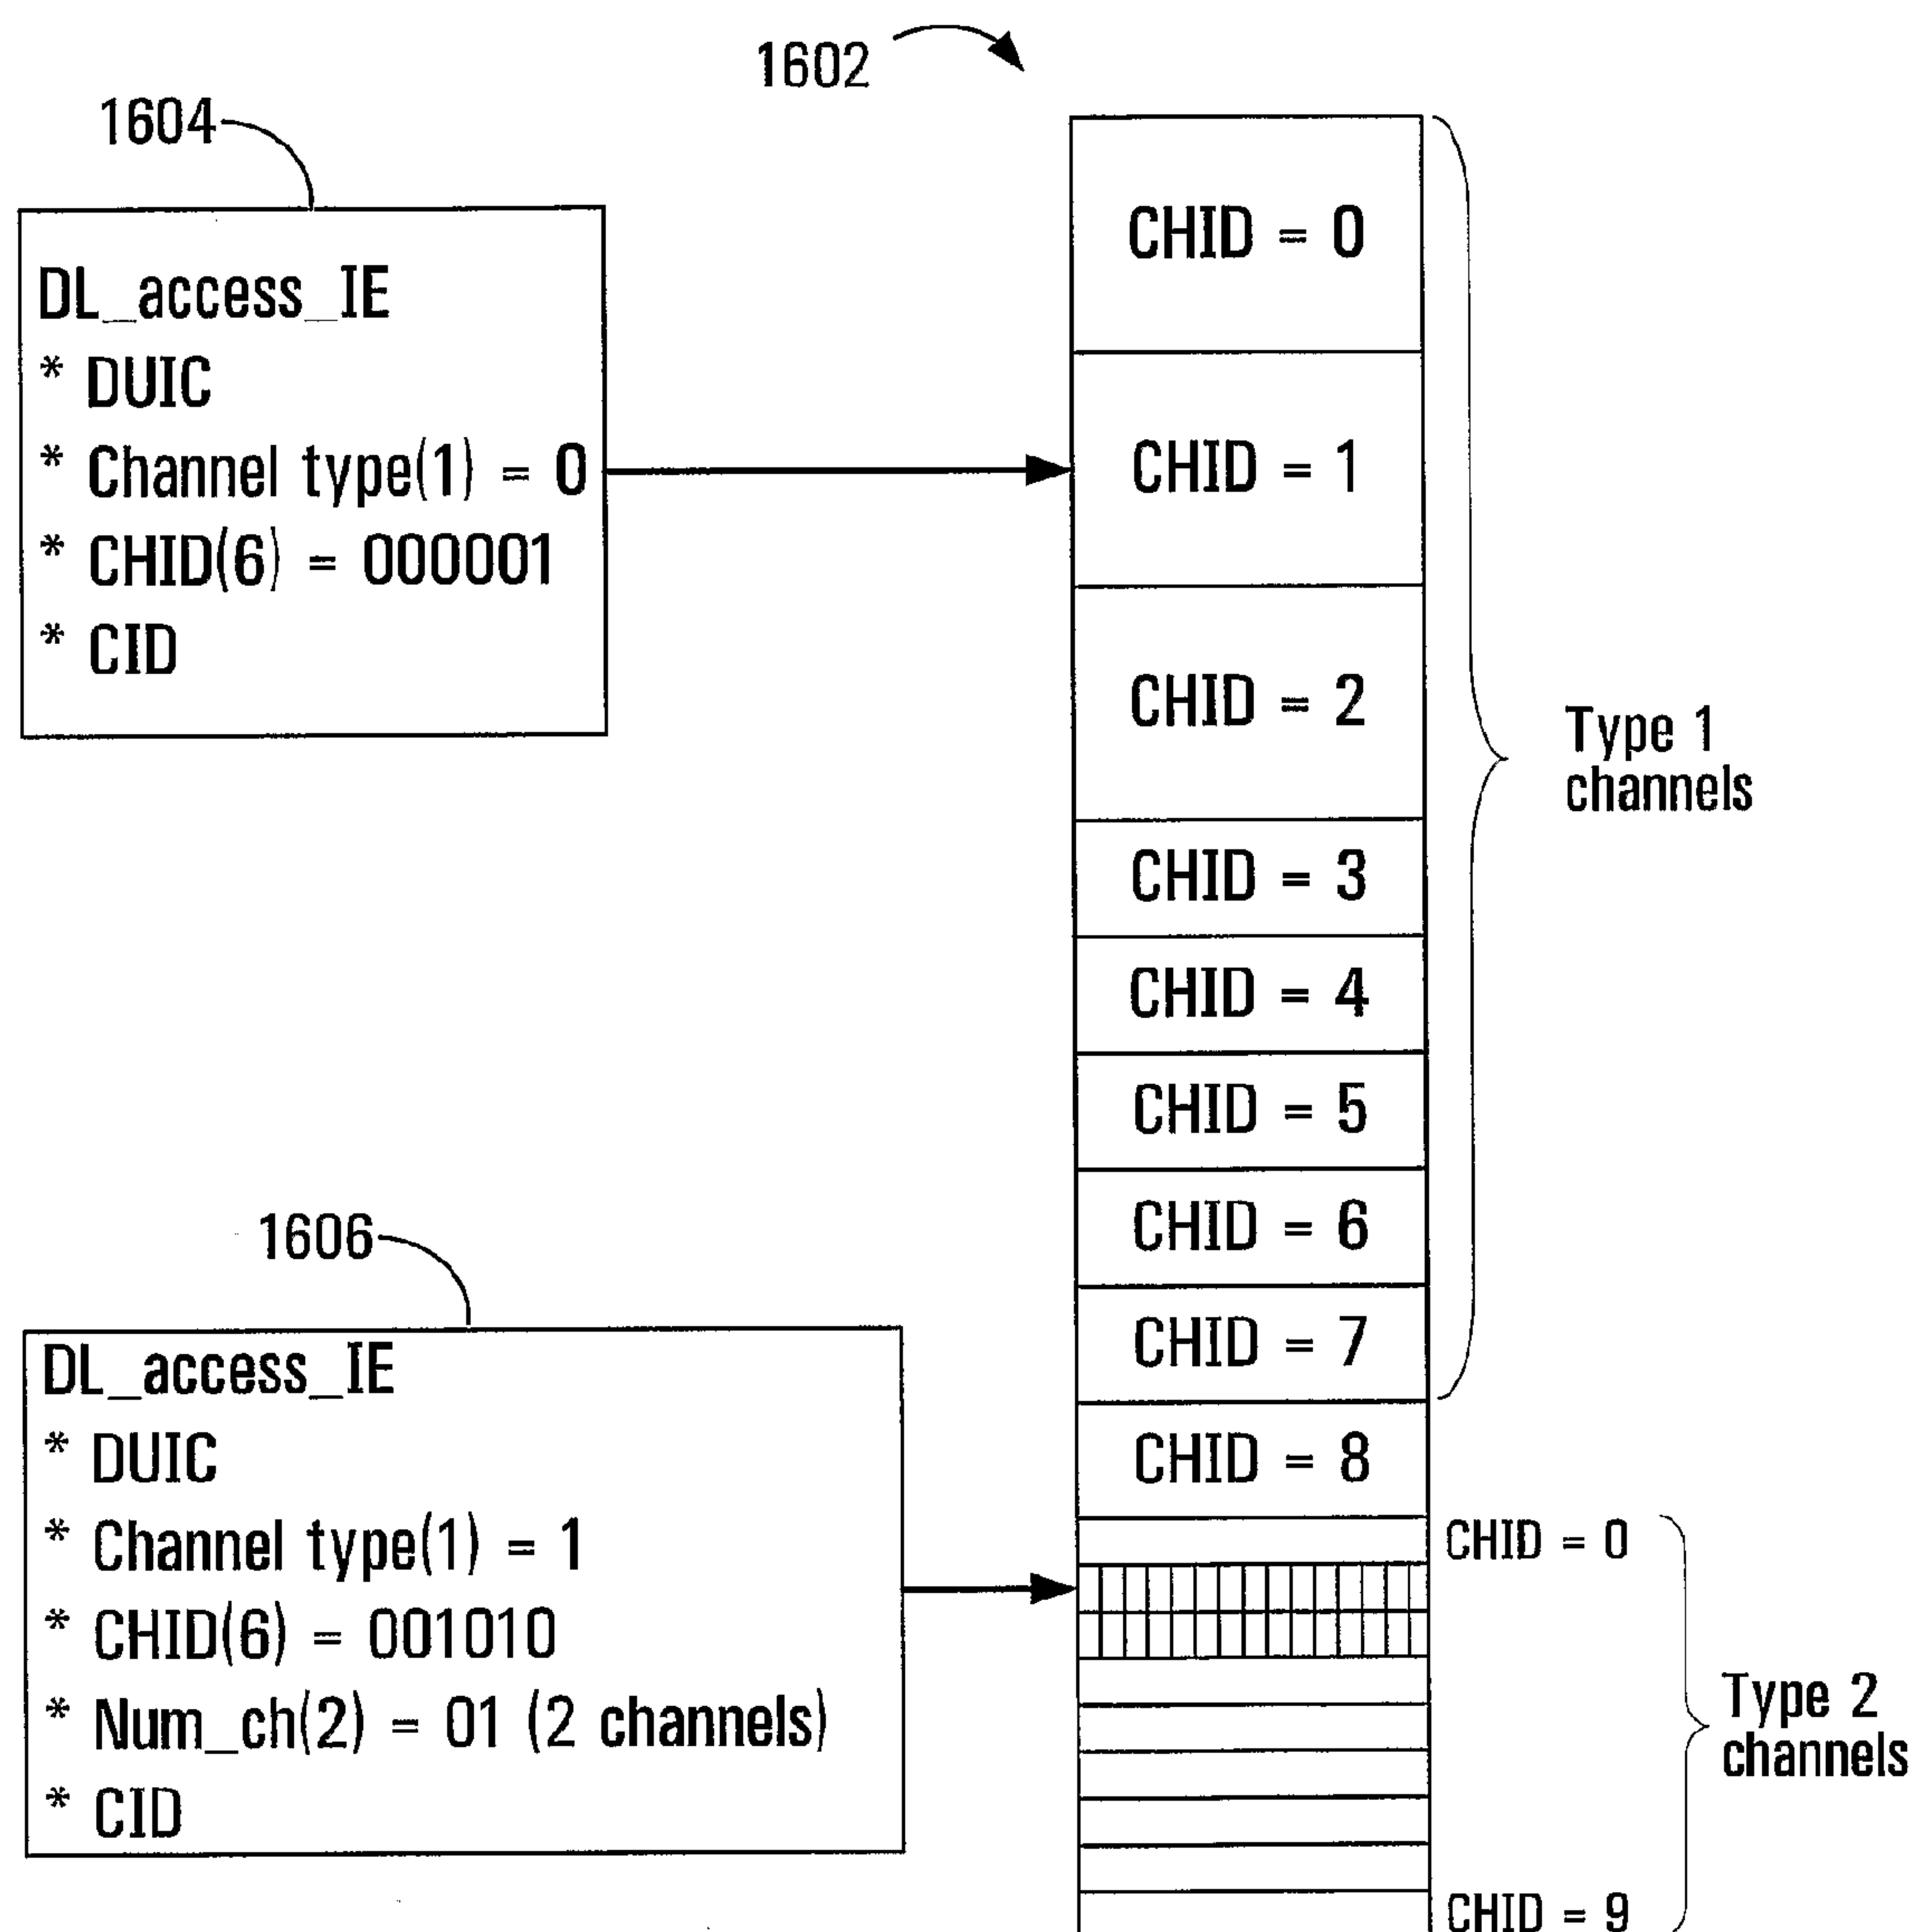 1602
1604
DL_access_IE
* DUIC
* Channel type(1) = 0
* CHID(6) = 000001
* CID
CHID = 0
CHID = 1
CHID = 2
CHID = 3
CHID = 4
CHID = 5
CHID = 6
CHID = 7
CHID = 8
Type 1
channels
1606
DL_access_IE
* DUIC
* Channel type(1) = 1
* CHID(6) = 001010
* Num_ch(2) = 01 (2 channels)
* CID
CHID = 0
CHID = 9
Type 2
channels